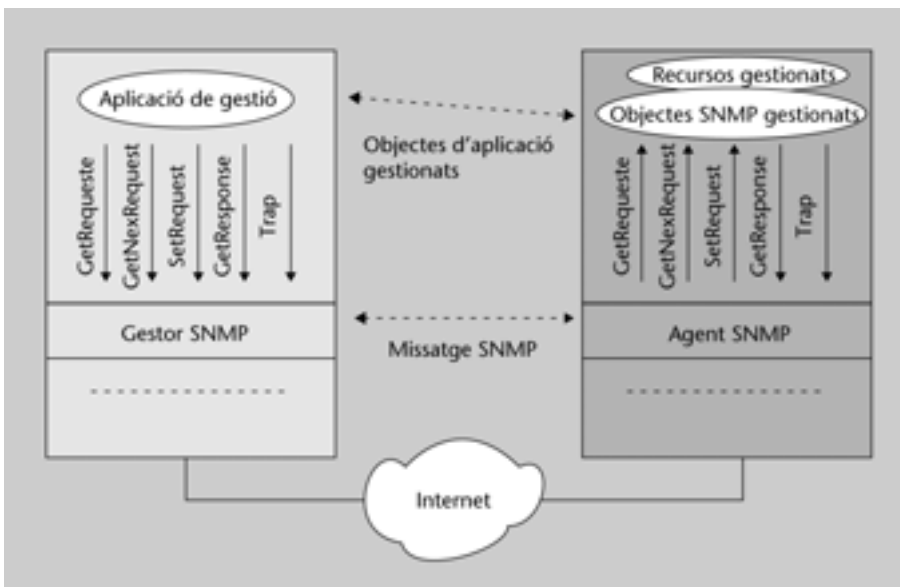 Aplicació de gestió
GetRequeste
GetNexRequest
SetRequest
GetResponse
Trap
Gestor SNMP
Objectes d'aplicació
gestionats
Missatge SNMP
Recursos gestionats
Objectes SNMP gestionats
GetRequeste
GetNexRequest
SetRequest
GetResponse
Trap
Agent SNMP
Internet